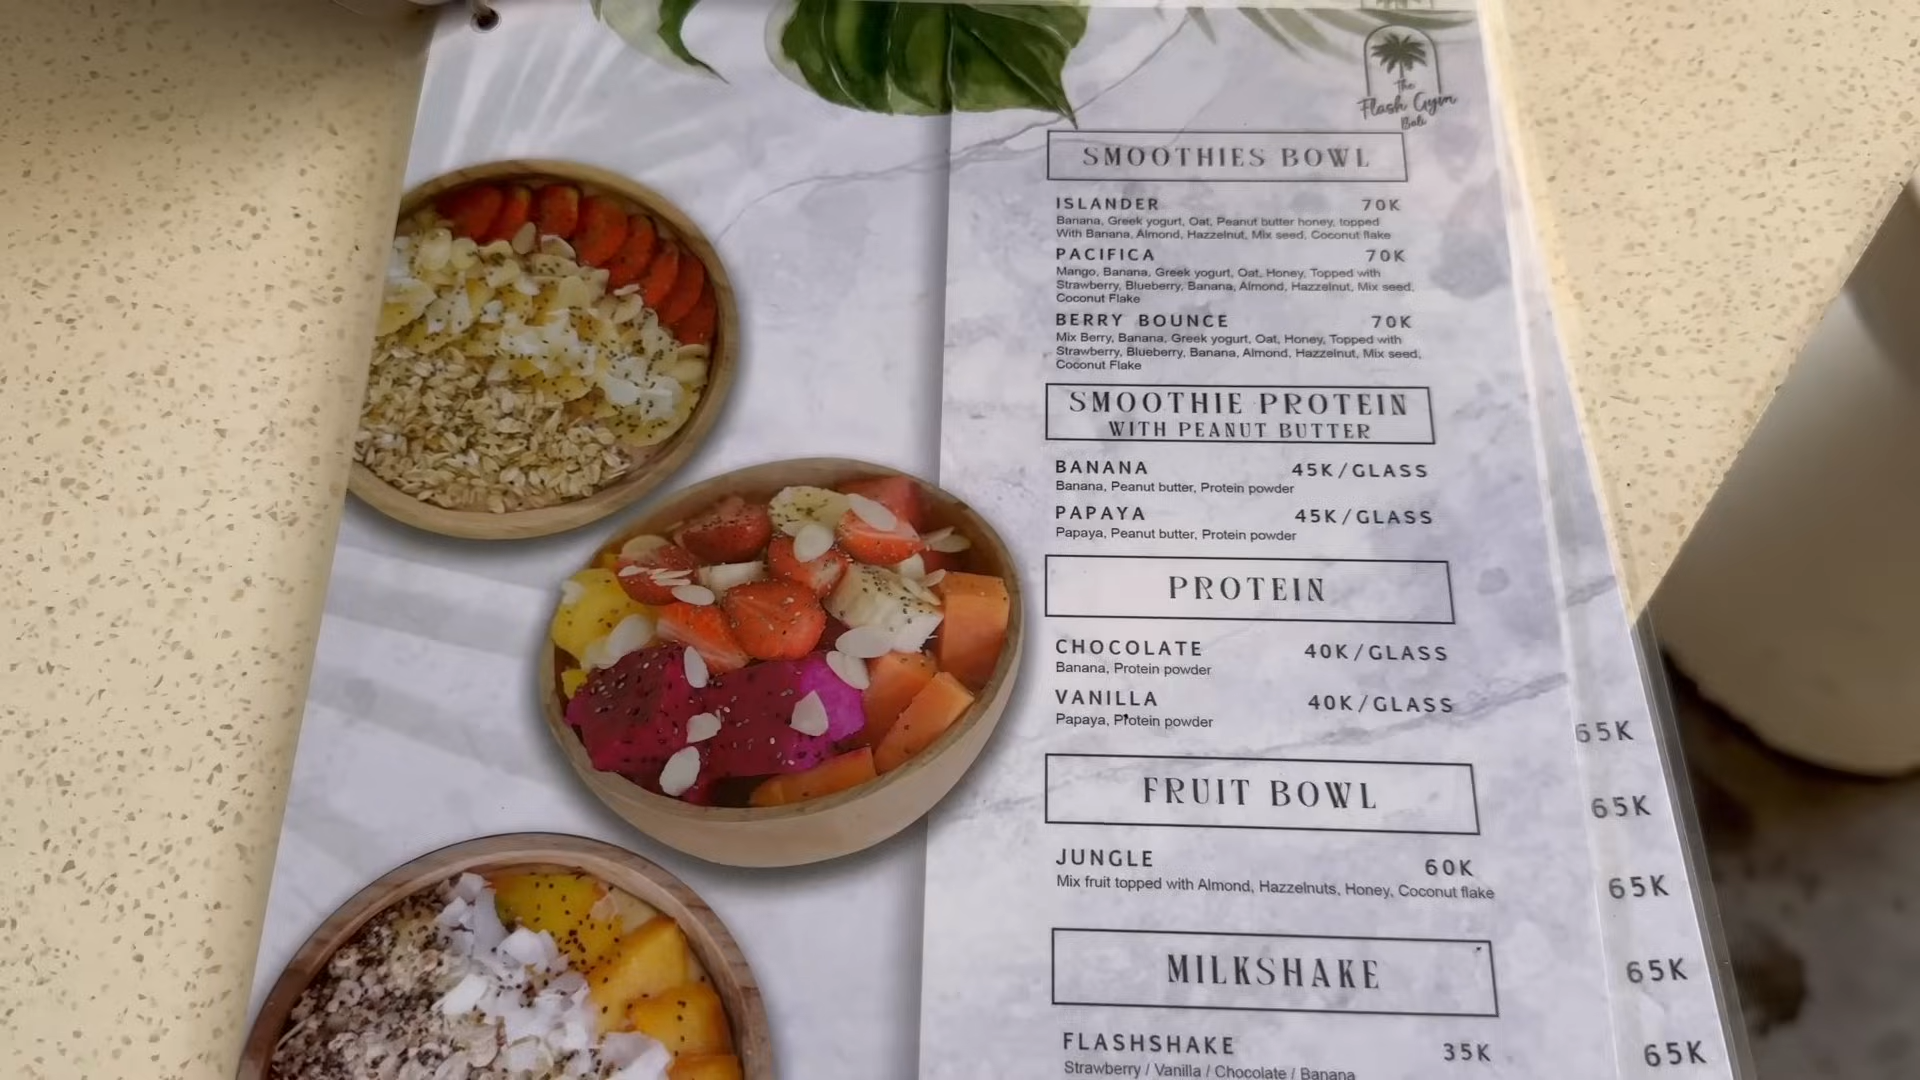 The
Flash Gym
Bali
SMOOTHIES BOWL
ISLANDER 70K
Banana, Greek yogurt, Oat, Peanut butter honey, topped
With Banana, Almond, Hazzelnut, Mix seed, Coconut flake
PACIFICA 70K
Mango, Banana, Greek yogurt, Oat, Honey, Topped with
Strawberry, Blueberry, Banana, Almond, Hazzelnut, Mix seed,
Coconut Flake
BERRY BOUNCE 70K
Mix Berry, Banana, Greek yogurt, Oat, Honey, Topped with
Strawberry, Blueberry, Banana, Almond, Hazzelnut, Mix seed,
Coconut Flake
SMOOTHIE PROTEIN
WITH PEANUT BUTTER
BANANA 45K/GLASS
Banana, Peanut butter, Protein powder
PAPAYA 45K/GLASS
Papaya, Peanut butter, Protein powder
PROTEIN
CHOCOLATE 40K/GLASS
Banana, Protein powder
VANILLA 40K/GLASS
Papaya, Protein powder
FRUIT BOWL
JUNGLE 60K
Mix fruit topped with Almond, Hazzelnuts, Honey, Coconut flake
MILKSHAKE
FLASHSHAKE 35K
Strawberry / Vanilla / Chocolate / Banana
65K
65K
65K
65K
65K